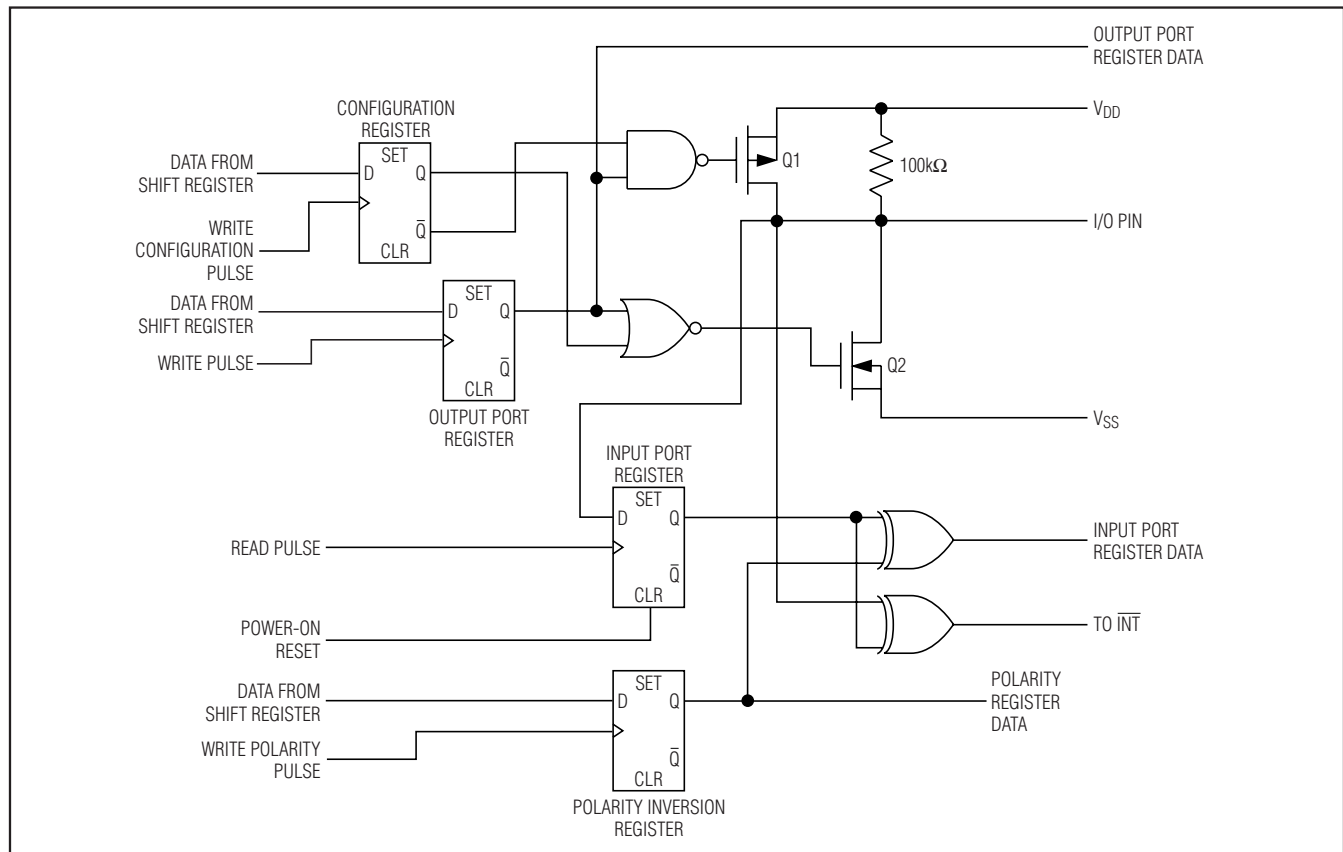 OUTPUT PORT
REGISTER DATA
CONFIGURATION
REGISTER
V_DD
SET
DATA FROM
SHIFT REGISTER
D
Q
Q1
100kΩ
WRITE
CONFIGURATION
PULSE
Q̅
CLR
I/O PIN
DATA FROM
SHIFT REGISTER
SET
D
Q
WRITE PULSE
Q̅
CLR
Q2
OUTPUT PORT
REGISTER
V_SS
INPUT PORT
REGISTER
SET
D
Q
READ PULSE
Q̅
CLR
INPUT PORT
REGISTER DATA
POWER-ON
RESET
TO I̅N̅T̅
DATA FROM
SHIFT REGISTER
SET
D
Q
POLARITY
REGISTER
DATA
WRITE POLARITY
PULSE
Q̅
CLR
POLARITY INVERSION
REGISTER